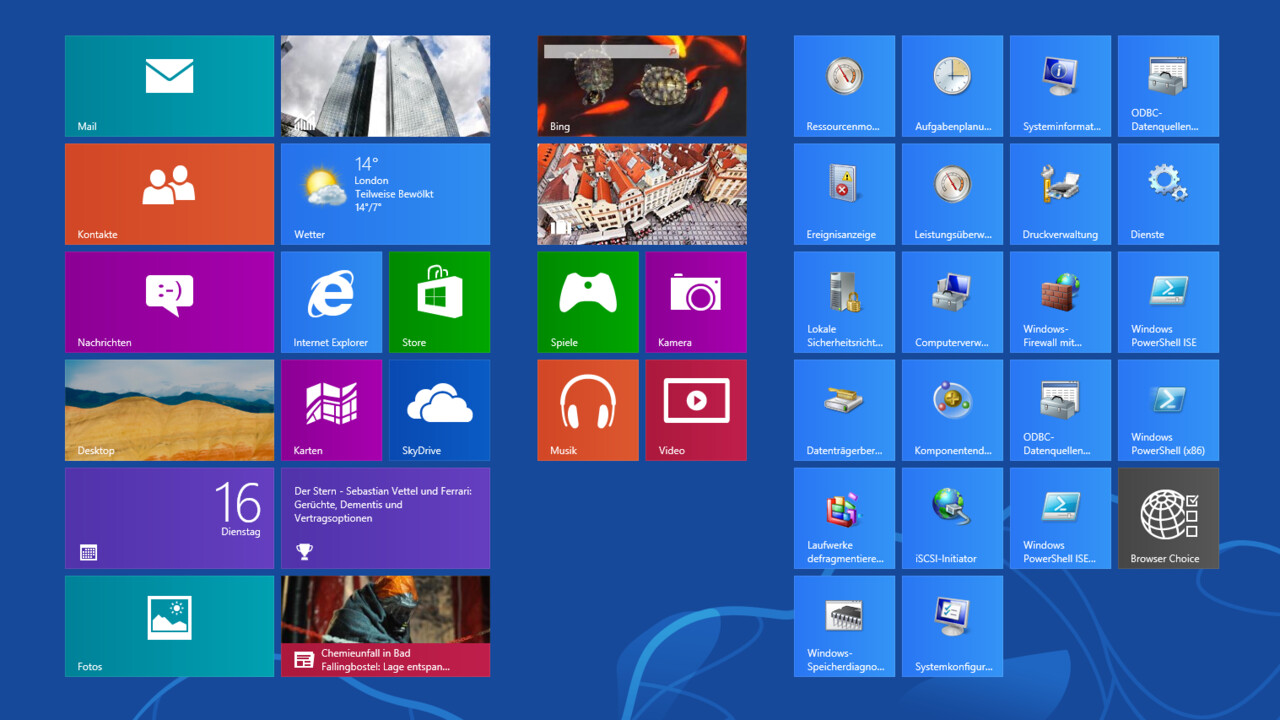 Mail
Kontakte
14°
London
Teilweise Bewölkt
14°/7°
Wetter
Nachrichten
Internet Explorer
Store
Desktop
Karten
SkyDrive
16
Dienstag
Der Stern - Sebastian Vettel und Ferrari:
Gerüchte, Dementis und
Vertragsoptionen
Fotos
Chemieunfall in Bad
Fallingbostel: Lage entspan...
Bing
Spiele
Kamera
Musik
Video
Ressourcenmo...
Aufgabenplanu...
Systeminformat...
ODBC-
Datenquellen...
Ereignisanzeige
Leistungsüberw...
Druckverwaltung
Dienste
Lokale
Sicherheitsricht...
Computerverw...
Windows-
Firewall mit...
Windows
PowerShell ISE
Datenträgerber...
Komponentend...
ODBC-
Datenquellen...
Windows
PowerShell (x86)
Laufwerke
defragmentiere...
iSCSI-Initiator
Windows
PowerShell ISE...
Browser Choice
Windows-
Speicherdiagno...
Systemkonfigur...